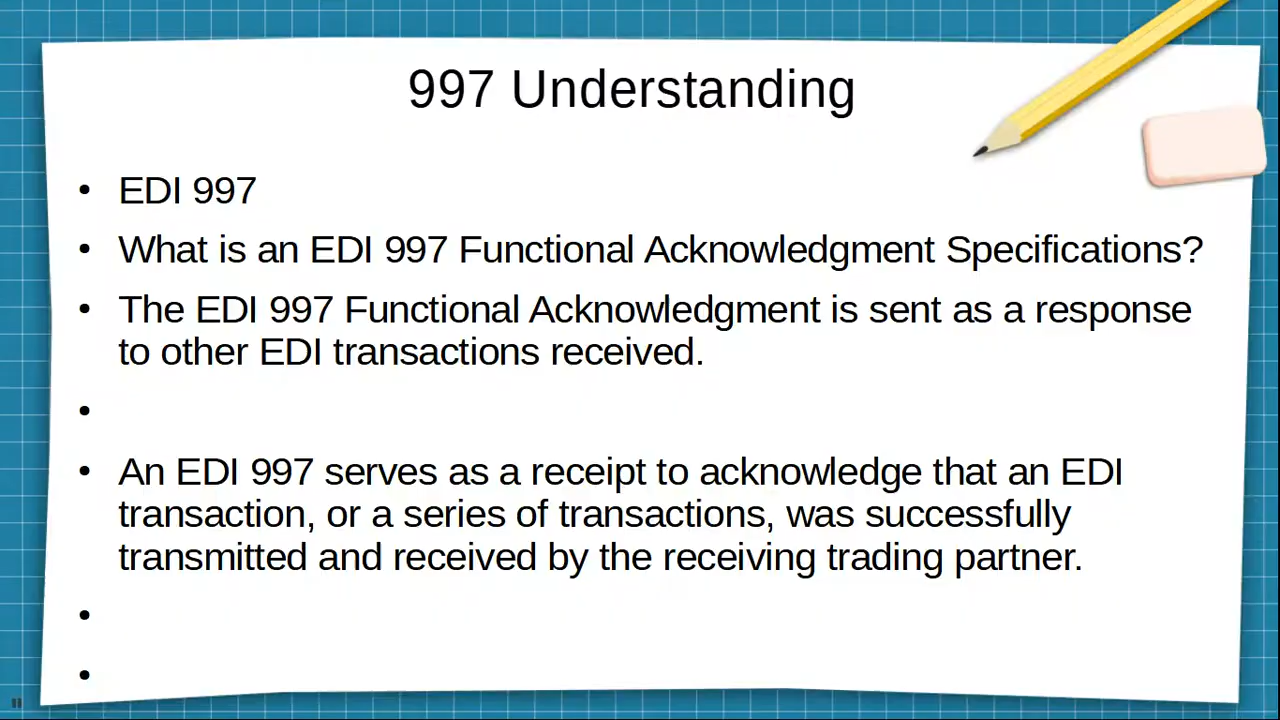 997 Understanding
• EDI 997
• What is an EDI 997 Functional Acknowledgment Specifications?
• The EDI 997 Functional Acknowledgment is sent as a response
to other EDI transactions received.
•
• An EDI 997 serves as a receipt to acknowledge that an EDI
transaction, or a series of transactions, was successfully
transmitted and received by the receiving trading partner.
•
•